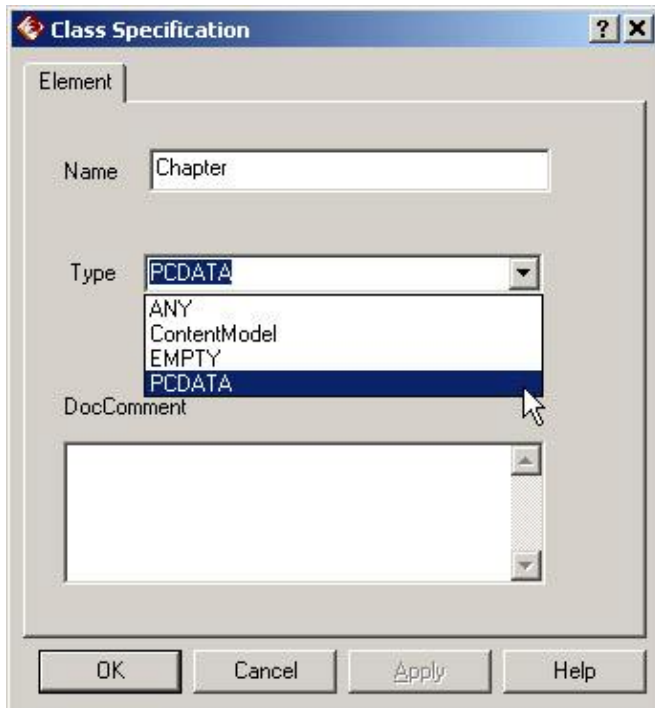 Class Specification
Element
Name Chapter
Type PCDATA
ANY
ContentModel
EMPTY
PCDATA
DocComment
OK Cancel Apply Help